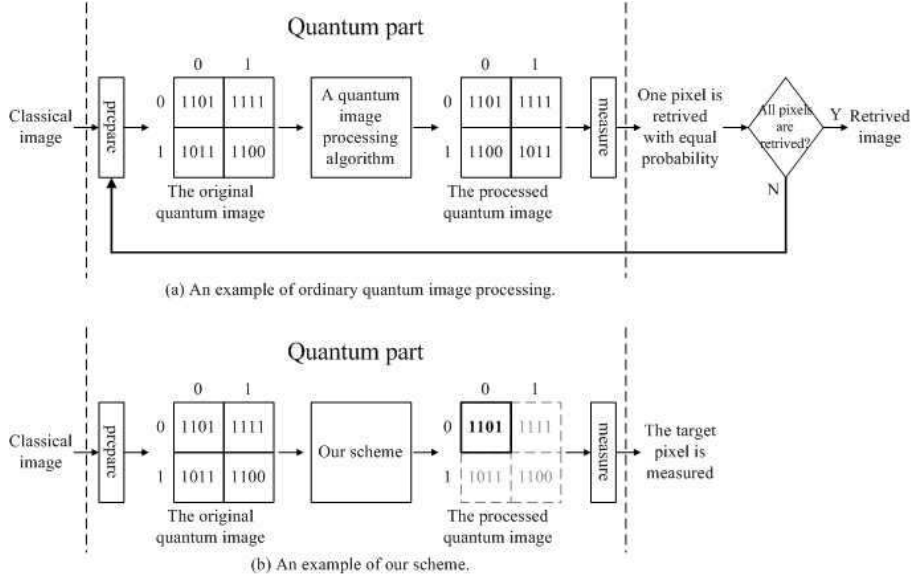 Quantum part
0 1
0 1101 1111
1 1011 1100
Classical
image
prepare
The original
quantum image
A quantum
image
processing
algorithm
0 1
0 1101 1111
1 1100 1011
The processed
quantum image
measure
One pixel is
retrived
with equal
probability
All pixels
are
retrived?
Y
N
Retrived
image
(a) An example of ordinary quantum image processing.
Quantum part
0 1
0 1101 1111
1 1011 1100
Classical
image
prepare
The original
quantum image
Our scheme
0 1
0 1101 1111
1 1011 1100
The processed
quantum image
measure
The target
pixel is
measured
(b) An example of our scheme.